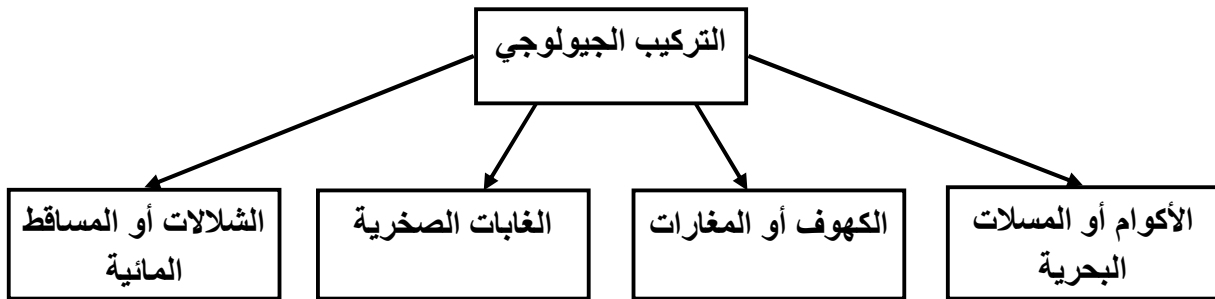 التركيب الجيولوجي
الأكوام أو المسلات
البحرية
الكهوف أو المغارات
الغابات الصخرية
الشلالات أو المساقط
المائية